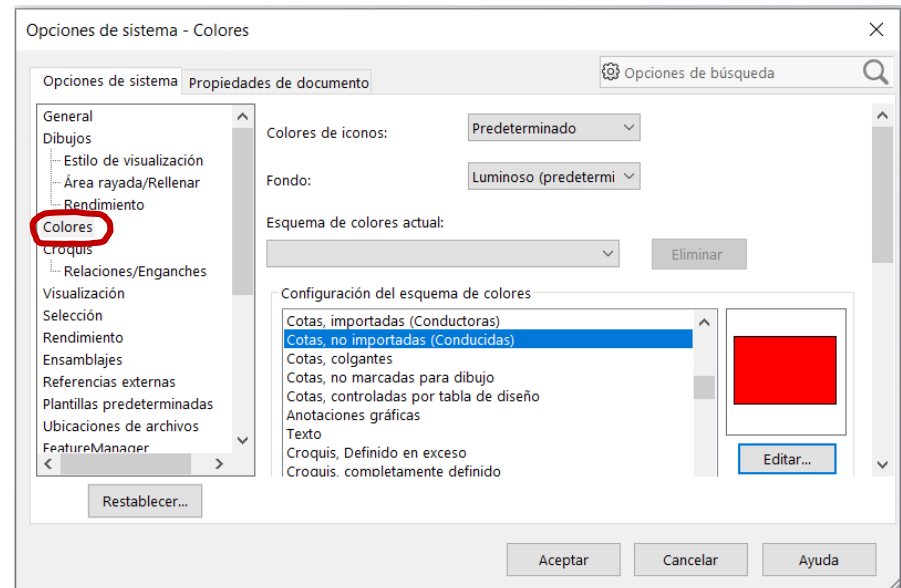 Opciones de sistema - Colores
Opciones de sistema
Propiedades de documento
Opciones de búsqueda
General
Dibujos
Estilo de visualización
Área rayada/Rellenar
Rendimiento
Colores
Croquis
Relaciones/Enganches
Visualización
Selección
Rendimiento
Ensamblajes
Referencias externas
Plantillas predeterminadas
Ubicaciones de archivos
FeatureManager
Restablecer...
Colores de iconos:
Predeterminado
Fondo:
Luminoso (predetermi
Esquema de colores actual:
Eliminar
Configuración del esquema de colores
Cotas, importadas (Conductoras)
Cotas, no importadas (Conducidas)
Cotas, colgantes
Cotas, no marcadas para dibujo
Cotas, controladas por tabla de diseño
Anotaciones gráficas
Texto
Croquis, Definido en exceso
Croquis, completamente definido
Editar...
Aceptar
Cancelar
Ayuda